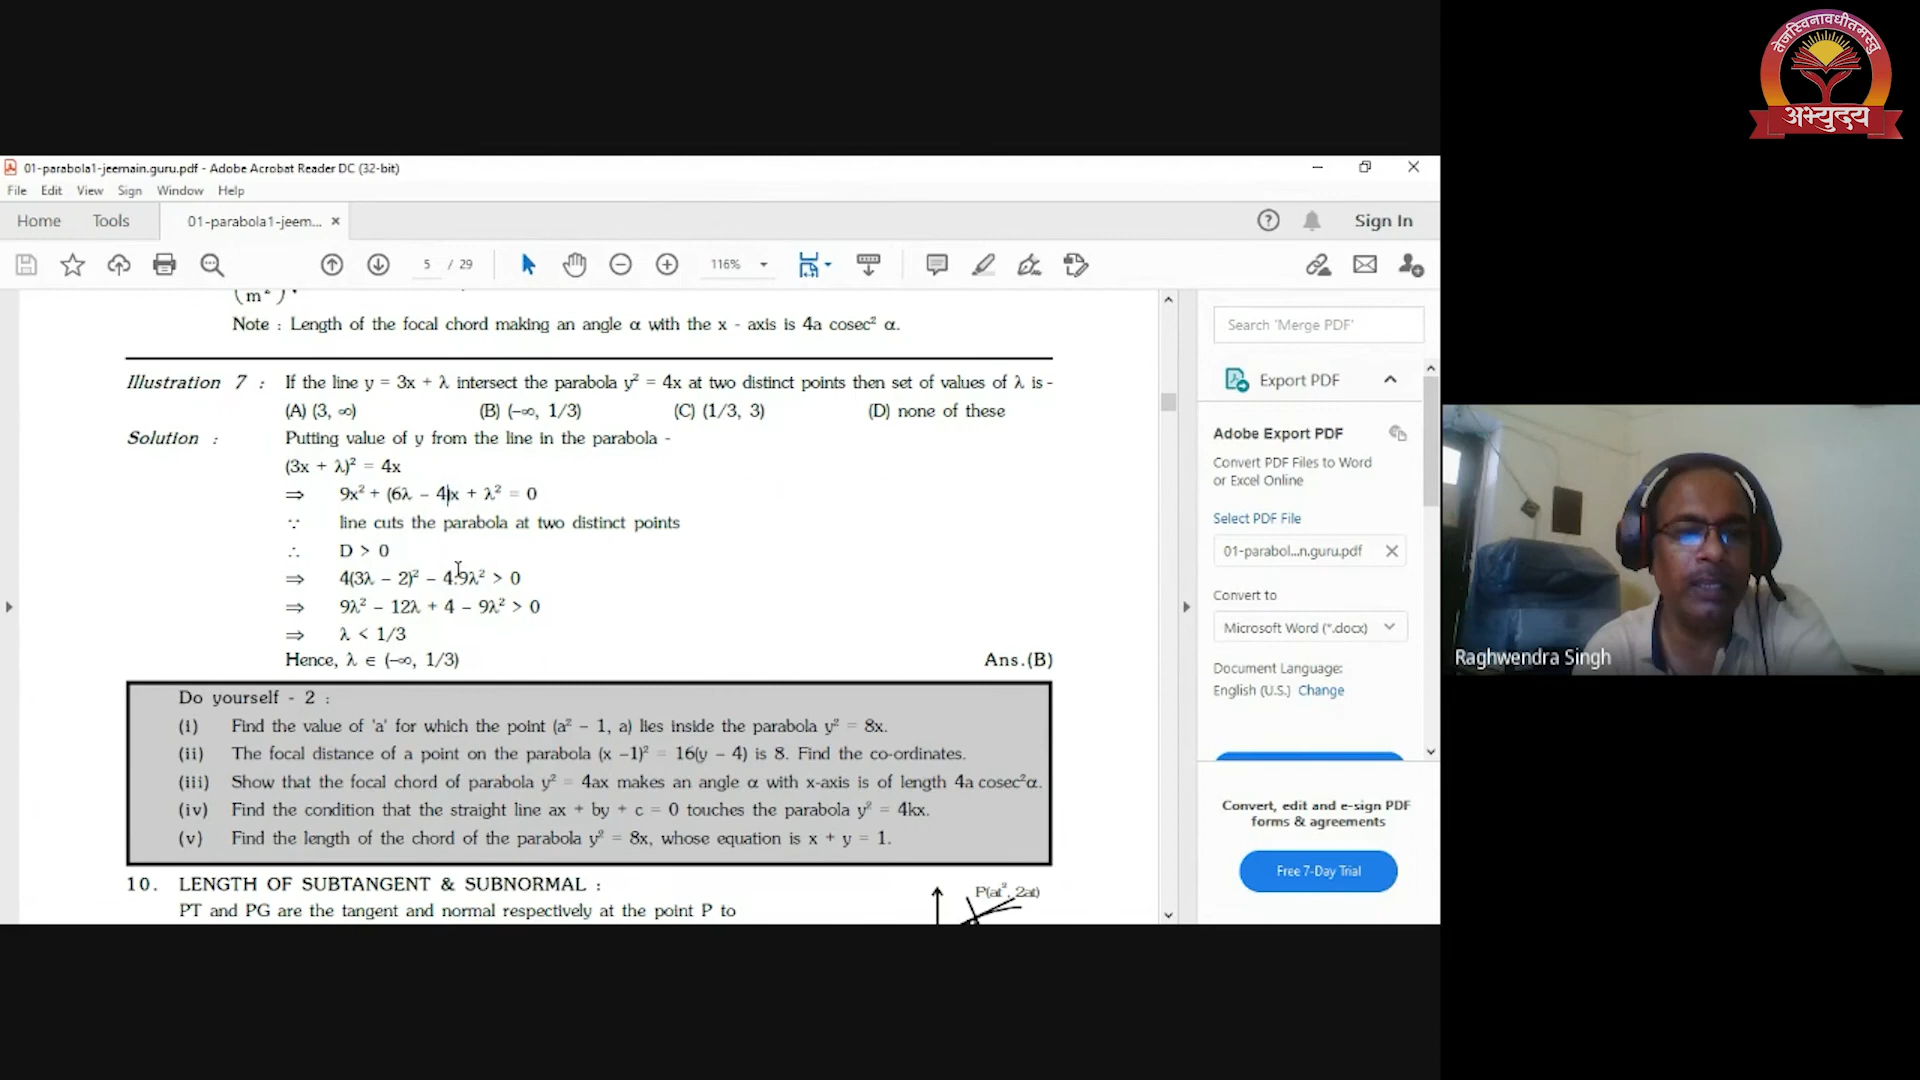 तेजस्विनावधीतमस्तु
अभ्युदय
01-parabola1-jeemain.guru.pdf - Adobe Acrobat Reader DC (32-bit)
File Edit View Sign Window Help
Home Tools 01-parabola1-jeem... × Sign In
5 / 29 116%
(m²)
Note : Length of the focal chord making an angle α with the x - axis is 4a cosec² α.
Illustration 7 : If the line y = 3x + λ intersect the parabola y² = 4x at two distinct points then set of values of λ is -
(A) (3, ∞) (B) (–∞, 1/3) (C) (1/3, 3) (D) none of these
Solution : Putting value of y from the line in the parabola -
(3x + λ)² = 4x
⇒ 9x² + (6λ – 4)x + λ² = 0
∵ line cuts the parabola at two distinct points
∴ D > 0
⇒ 4(3λ – 2)² – 4.9λ² > 0
⇒ 9λ² – 12λ + 4 – 9λ² > 0
⇒ λ < 1/3
Hence, λ ∈ (–∞, 1/3) Ans.(B)
Do yourself - 2 :
(i) Find the value of 'a' for which the point (a² – 1, a) lies inside the parabola y² = 8x.
(ii) The focal distance of a point on the parabola (x –1)² = 16(y – 4) is 8. Find the co-ordinates.
(iii) Show that the focal chord of parabola y² = 4ax makes an angle α with x-axis is of length 4a cosec²α.
(iv) Find the condition that the straight line ax + by + c = 0 touches the parabola y² = 4kx.
(v) Find the length of the chord of the parabola y² = 8x, whose equation is x + y = 1.
10. LENGTH OF SUBTANGENT & SUBNORMAL :
PT and PG are the tangent and normal respectively at the point P to
P(at², 2at)
Search 'Merge PDF'
Export PDF
Adobe Export PDF
Convert PDF Files to Word
or Excel Online
Select PDF File
01-parabol...n.guru.pdf ×
Convert to
Microsoft Word (*.docx)
Document Language:
English (U.S.) Change
Convert, edit and e-sign PDF
forms & agreements
Free 7-Day Trial
Raghwendra Singh